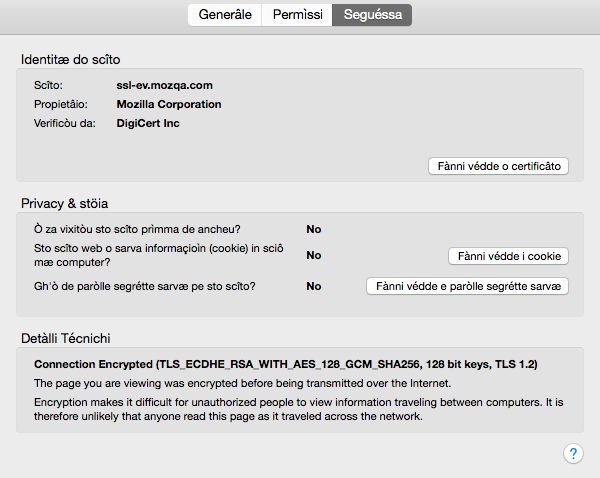 Generâle Permìssi Seguéssa
Identitæ do scîto
Scîto: ssl-ev.mozqa.com
Propietâio: Mozilla Corporation
Verificòu da: DigiCert Inc
Fànni védde o certificâto
Privacy & stöia
Ò za vixitòu sto scîto prìmma de ancheu? No
Sto scîto web o sarva informaçioìn (cookie) in sciô
mæ computer? No Fànni védde i cookie
Gh'ò de paròlle segrétte sarvæ pe sto scîto? No Fànni védde e paròlle segrétte sarvæ
Detàlli Técnichi
Connection Encrypted (TLS_ECDHE_RSA_WITH_AES_128_GCM_SHA256, 128 bit keys, TLS 1.2)
The page you are viewing was encrypted before being transmitted over the Internet.
Encryption makes it difficult for unauthorized people to view information traveling between computers. It is
therefore unlikely that anyone read this page as it traveled across the network.
?